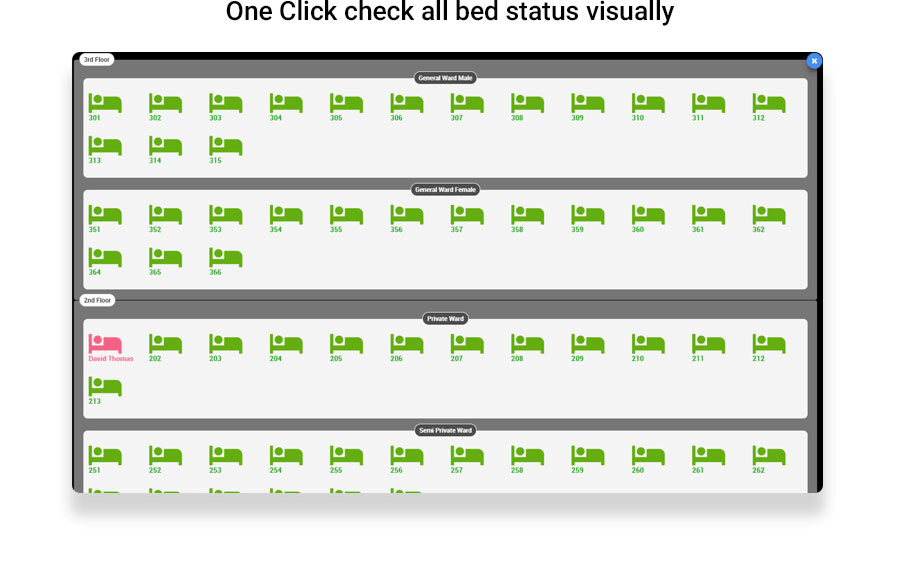 One Click check all bed status visually
3rd Floor
×
General Ward Male
301 302 303 304 305 306 307 308 309 310 311 312
313 314 315
General Ward Female
351 352 353 354 355 356 357 358 359 360 361 362
364 365 366
2nd Floor
Private Ward
David Thomas 202 203 204 205 206 207 208 209 210 211 212
213
Semi Private Ward
251 252 253 254 255 256 257 258 259 260 261 262